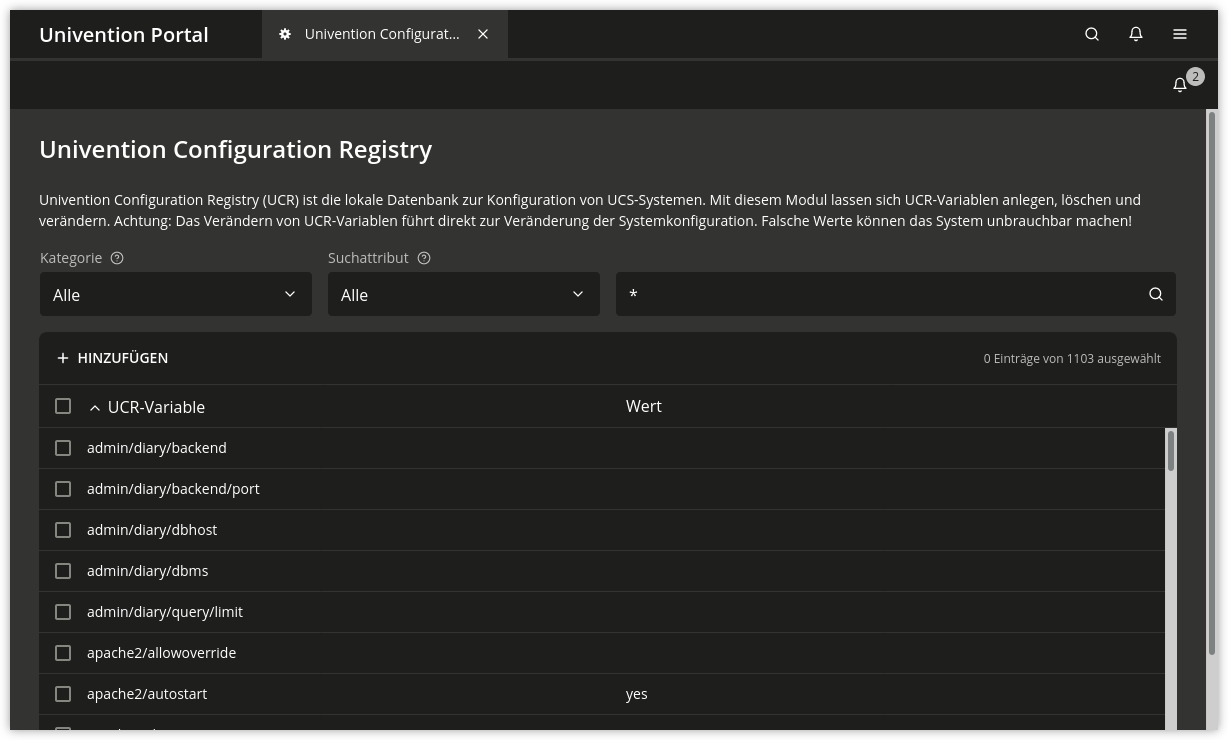 Univention Portal
Univention Configurat...
2
Univention Configuration Registry
Univention Configuration Registry (UCR) ist die lokale Datenbank zur Konfiguration von UCS-Systemen. Mit diesem Modul lassen sich UCR-Variablen anlegen, löschen und
verändern. Achtung: Das Verändern von UCR-Variablen führt direkt zur Veränderung der Systemkonfiguration. Falsche Werte können das System unbrauchbar machen!
Kategorie Suchattribut
Alle Alle *
HINZUFÜGEN 0 Einträge von 1103 ausgewählt
UCR-Variable Wert
admin/diary/backend
admin/diary/backend/port
admin/diary/dbhost
admin/diary/dbms
admin/diary/query/limit
apache2/allowoverride
apache2/autostart yes